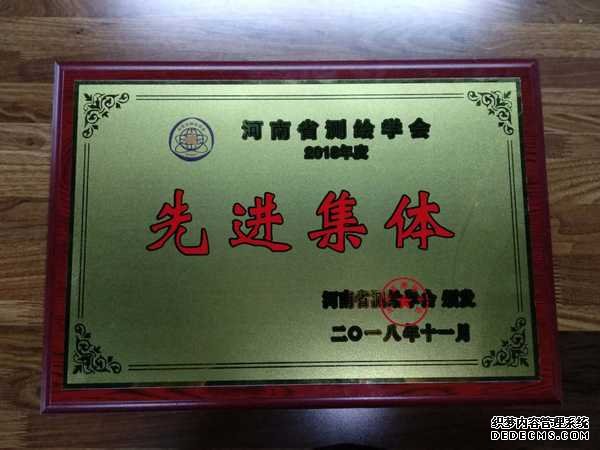 河南省测绘学会
2018年度
先进集体
河南省测绘学会 颁发
二〇一八年十一月
织梦内容管理系统
DEDECMS.COM